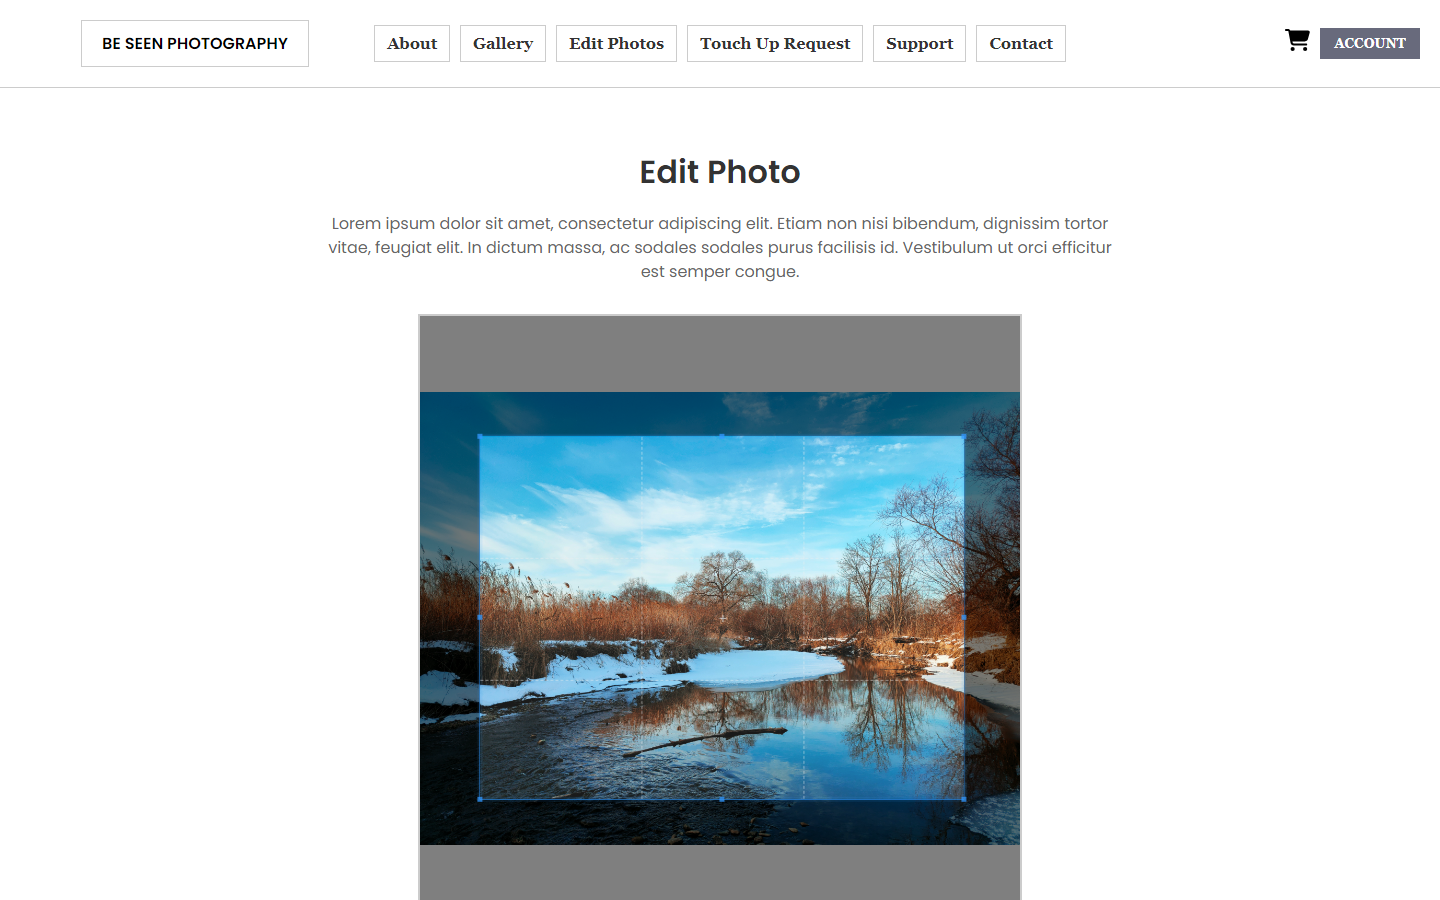 BE SEEN PHOTOGRAPHY
About
Gallery
Edit Photos
Touch Up Request
Support
Contact
ACCOUNT
Edit Photo
Lorem ipsum dolor sit amet, consectetur adipiscing elit. Etiam non nisi bibendum, dignissim tortor
vitae, feugiat elit. In dictum massa, ac sodales sodales purus facilisis id. Vestibulum ut orci efficitur
est semper congue.